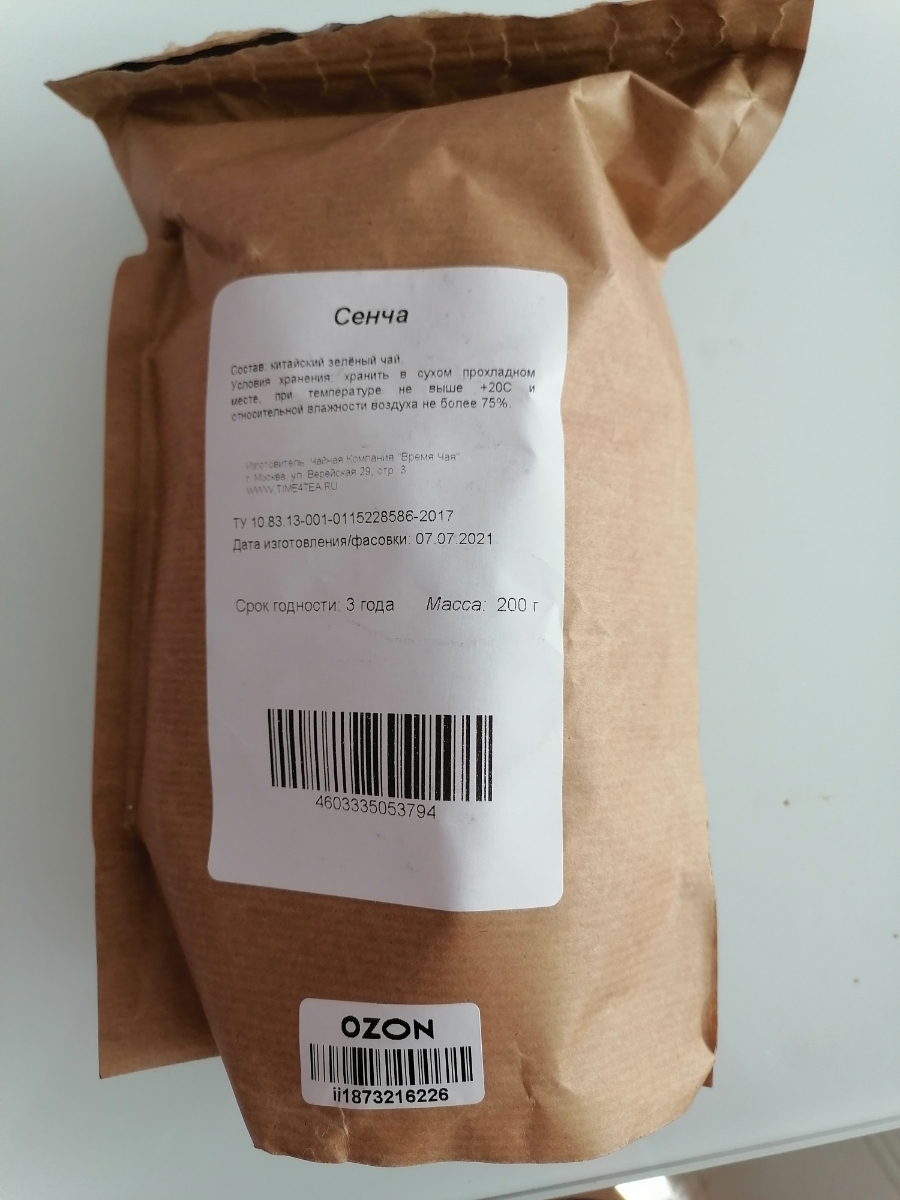 Сенча
Состав: китайский зелёный чай.
Условия хранения: хранить в сухом прохладном
месте, при температуре не выше +20С и
относительной влажности воздуха не более 75%.
Изготовитель: Чайная Компания "Время Чая"
г. Москва, ул. Верейская 29, стр. 3
WWW.TIME4TEA.RU
ТУ 10.83.13-001-0115228586-2017
Дата изготовления/фасовки: 07.07.2021
Срок годности: 3 года Масса: 200 г
4603335053794
OZON
ii1873216226